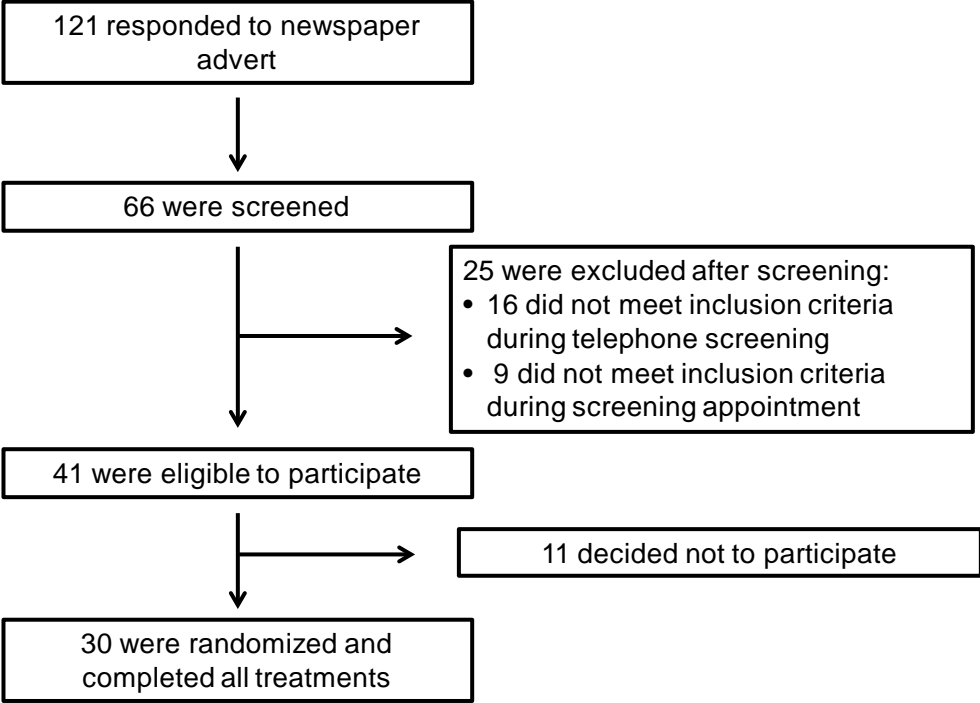 121 responded to newspaper
advert
66 were screened
25 were excluded after screening:
• 16 did not meet inclusion criteria
during telephone screening
• 9 did not meet inclusion criteria
during screening appointment
41 were eligible to participate
11 decided not to participate
30 were randomized and
completed all treatments